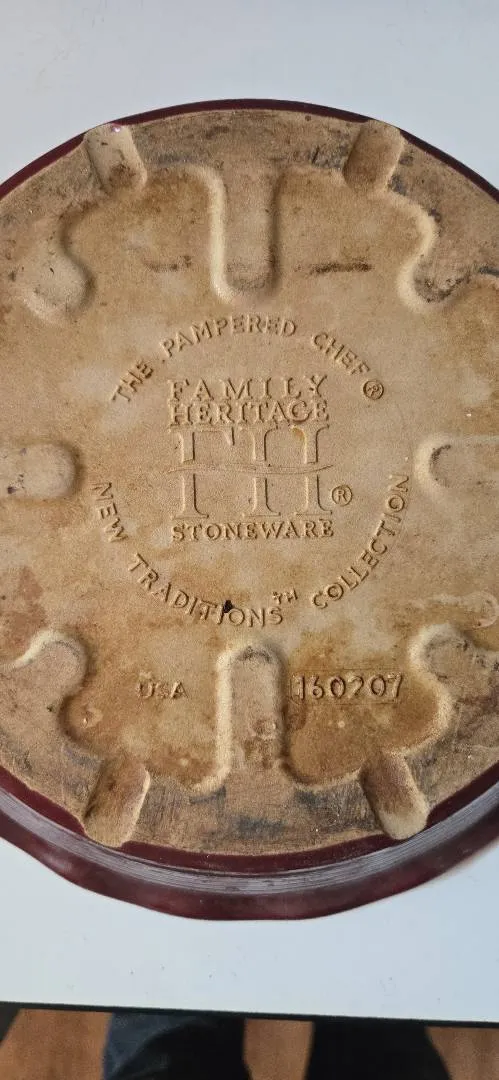 THE PAMPERED CHEF®
FAMILY
HERITAGE
FH®
STONEWARE
NEW TRADITIONS™ COLLECTION
USA
160207